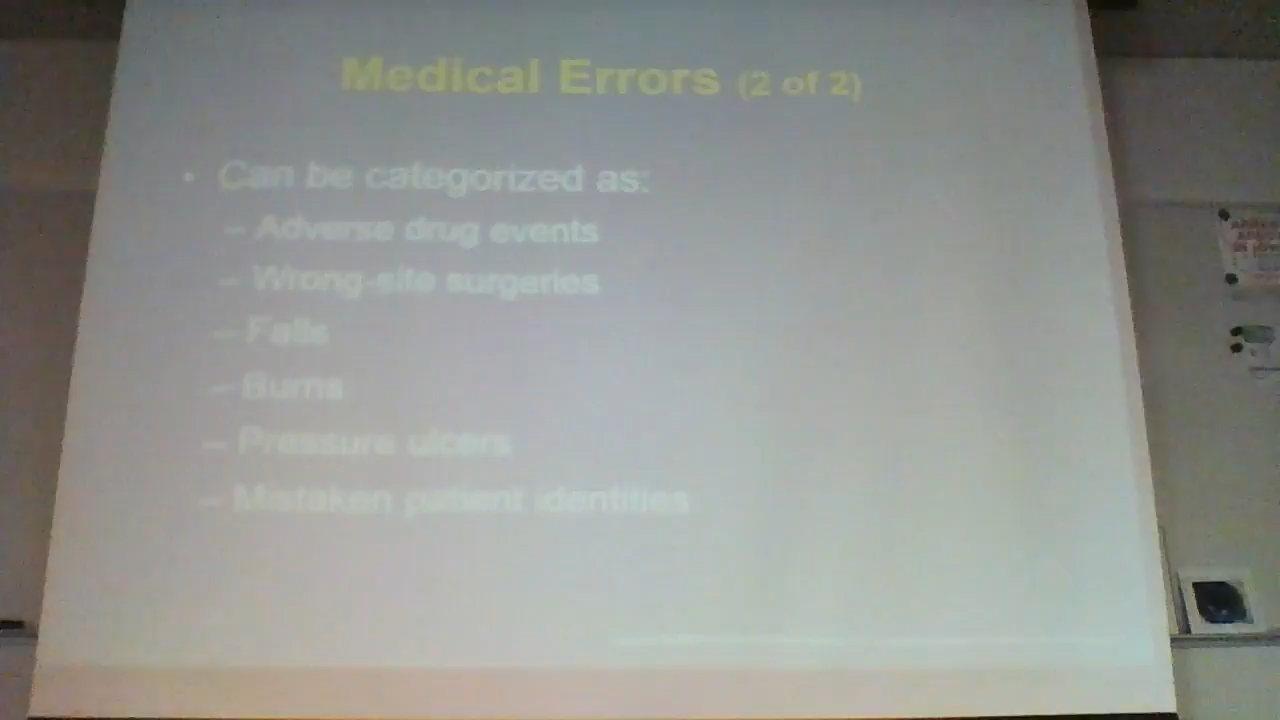 Medical Errors (2 of 2)
• Can be categorized as:
– Adverse drug events
– Wrong-site surgeries
– Falls
– Burns
– Pressure ulcers
– Mistaken patient identities